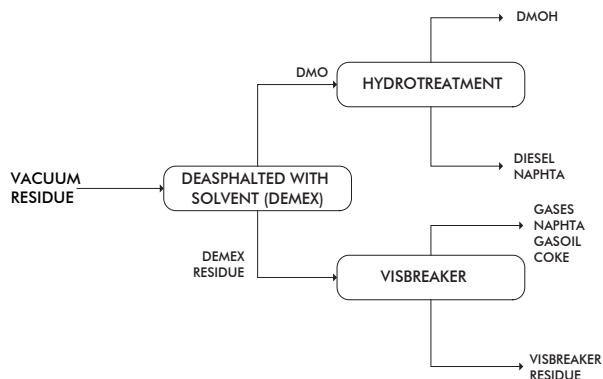 DMOH
DMO
HYDROTREATMENT
DIESEL
NAPHTA
VACUUM
RESIDUE
DEASPHALTED WITH
SOLVENT (DEMEX)
DEMEX
RESIDUE
GASES
NAPHTA
GASOIL
COKE
VISBREAKER
VISBREAKER
RESIDUE